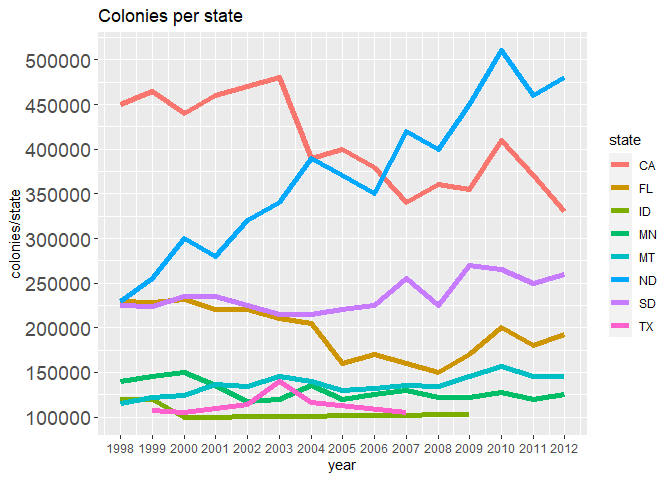 Colonies per state
500000
450000
400000
350000
300000
250000
200000
150000
100000
colonies/state
1998 1999 2000 2001 2002 2003 2004 2005 2006 2007 2008 2009 2010 2011 2012
year
state
CA
FL
ID
MN
MT
ND
SD
TX